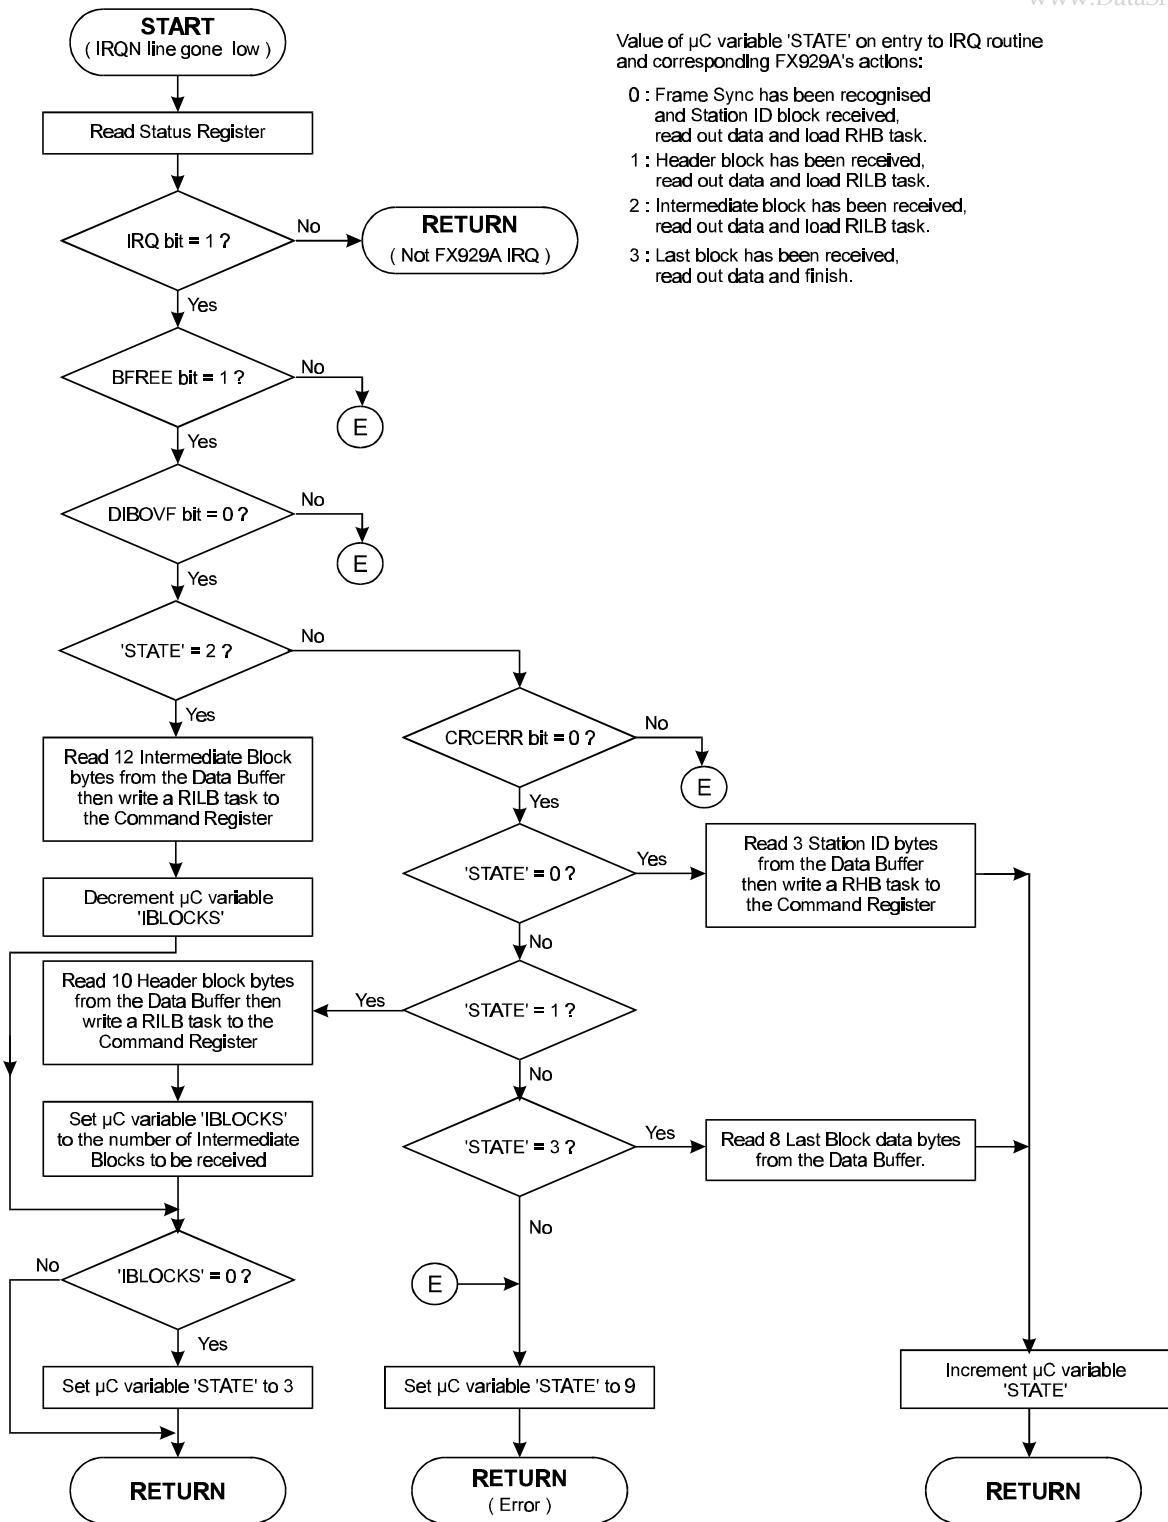 www.DataSh
START
( IRQN line gone low )
Read Status Register
IRQ bit = 1 ?
No
RETURN
( Not FX929A IRQ )
Yes
Value of µC variable 'STATE' on entry to IRQ routine
and corresponding FX929A's actions:
0 : Frame Sync has been recognised
and Station ID block received,
read out data and load RHB task.
1 : Header block has been received,
read out data and load RILB task.
2 : Intermediate block has been received,
read out data and load RILB task.
3 : Last block has been received,
read out data and finish.
BFREE bit = 1 ?
No
E
Yes
DIBOVF bit = 0 ?
No
E
Yes
'STATE' = 2 ?
No
Yes
Read 12 Intermediate Block
bytes from the Data Buffer
then write a RILB task to
the Command Register
Decrement µC variable
'IBLOCKS'
CRCERR bit = 0 ?
No
E
Yes
'STATE' = 0 ?
Yes
Read 3 Station ID bytes
from the Data Buffer
then write a RHB task to
the Command Register
No
'STATE' = 1 ?
Yes
Read 10 Header block bytes
from the Data Buffer then
write a RILB task to the
Command Register
Set µC variable 'IBLOCKS'
to the number of Intermediate
Blocks to be received
No
'STATE' = 3 ?
Yes
Read 8 Last Block data bytes
from the Data Buffer.
No
E
'IBLOCKS' = 0 ?
No
Yes
Set µC variable 'STATE' to 3
RETURN
Set µC variable 'STATE' to 9
RETURN
( Error )
Increment µC variable
'STATE'
RETURN